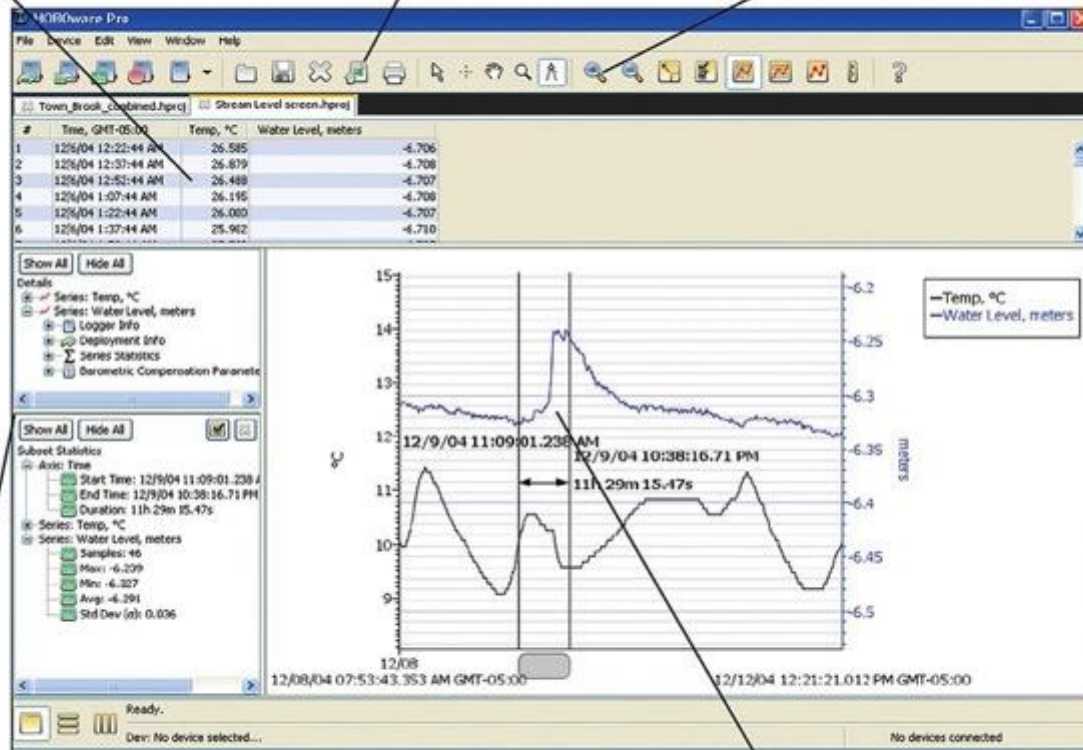 HOBOware Pro
File Device Edit View Window Help
Town_Brook_combined.hproj Stream Level screen.hproj
# Time, GMT-05:00 Temp, °C Water Level, meters
1 12/6/04 12:22:44 AM 26.585 -6.706
2 12/6/04 12:37:44 AM 26.879 -6.708
3 12/6/04 12:52:44 AM 26.488 -6.707
4 12/6/04 1:07:44 AM 26.195 -6.708
5 12/6/04 1:22:44 AM 26.000 -6.707
6 12/6/04 1:37:44 AM 25.902 -6.710
Show All Hide All
Details
Series: Temp, °C
Series: Water Level, meters
Logger Info
Deployment Info
Series Statistics
Barometric Compensation Paramete
Show All Hide All
Subset Statistics
Axis: Time
Start Time: 12/9/04 11:09:01.238 A
End Time: 12/9/04 10:38:16.71 PM
Duration: 11h 29m 15.47s
Series: Temp, °C
Series: Water Level, meters
Samples: 46
Max: -6.239
Min: -6.327
Avg: -6.291
Std Dev (σ): 0.036
15
14
13
12
11
10
9
°C
12/9/04 11:09:01.238 AM
12/9/04 10:38:16.71 PM
11h 29m 15.47s
-6.2
-6.25
-6.3
-6.35
-6.4
-6.45
-6.5
meters
Temp, °C
Water Level, meters
12/08
12/08/04 07:53:43.353 AM GMT-05:00
12/12/04 12:21:21.012 PM GMT-05:00
Ready.
Dev: No device selected...
No devices connected